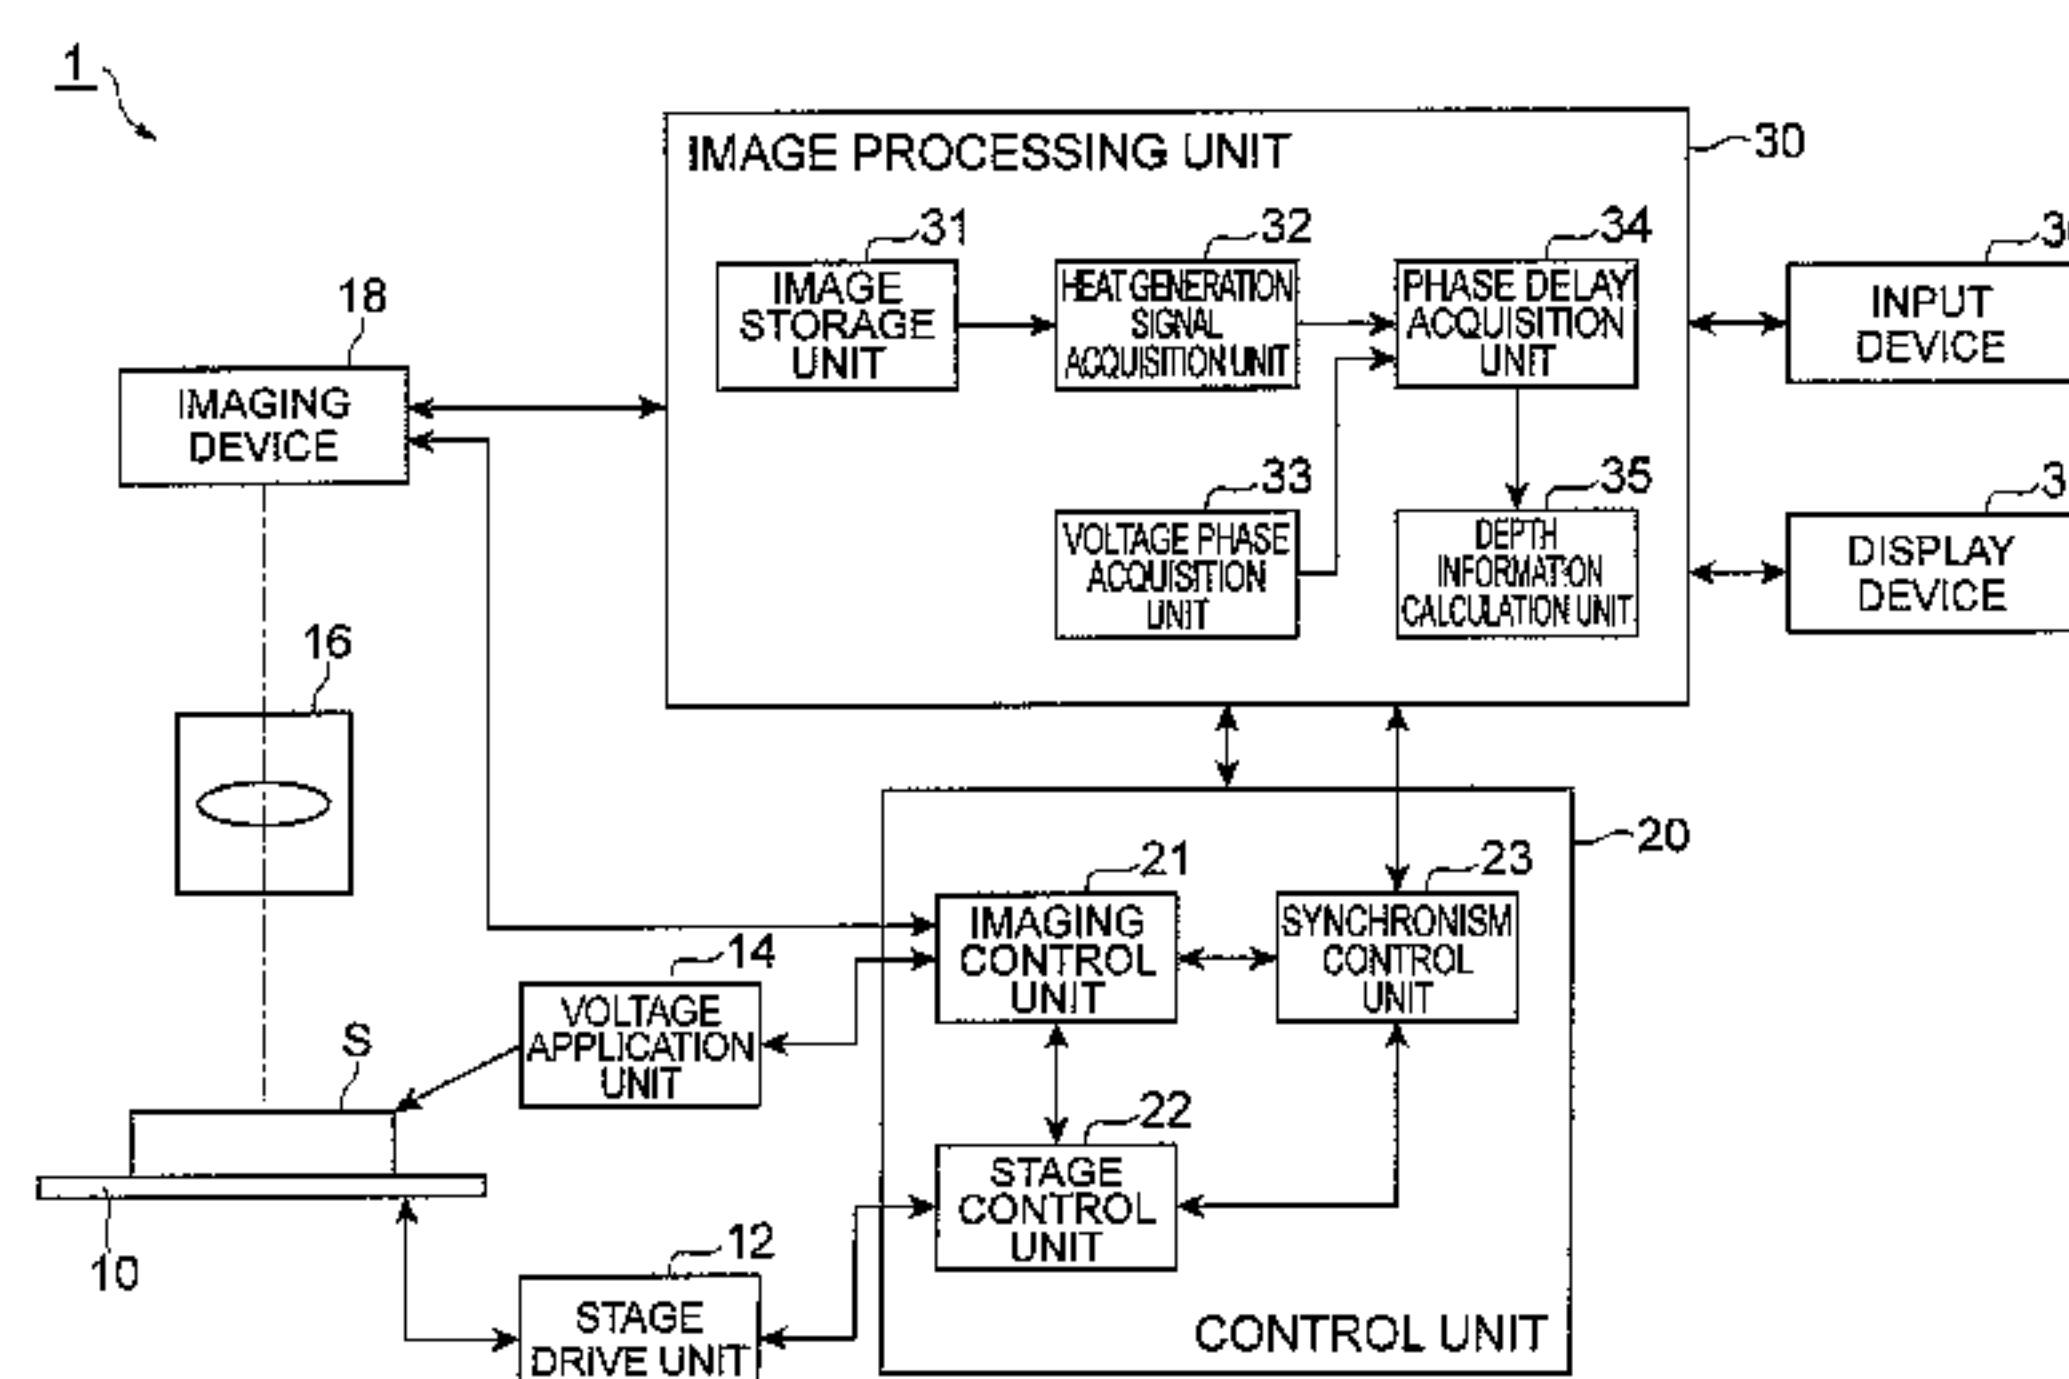 1
IMAGE PROCESSING UNIT
30
31
32
34
IMAGE
STORAGE
UNIT
HEAT GENERATION
SIGNAL
ACQUISITION UNIT
PHASE DELAY
ACQUISITION
UNIT
INPUT
DEVICE
18
IMAGING
DEVICE
33
35
VOLTAGE PHASE
ACQUISITION
UNIT
DEPTH
INFORMATION
CALCULATION UNIT
DISPLAY
DEVICE
16
20
21
23
IMAGING
CONTROL
UNIT
SYNCHRONISM
CONTROL
UNIT
14
VOLTAGE
APPLICATION
UNIT
S
22
STAGE
CONTROL
UNIT
10
12
STAGE
DRIVE UNIT
CONTROL UNIT